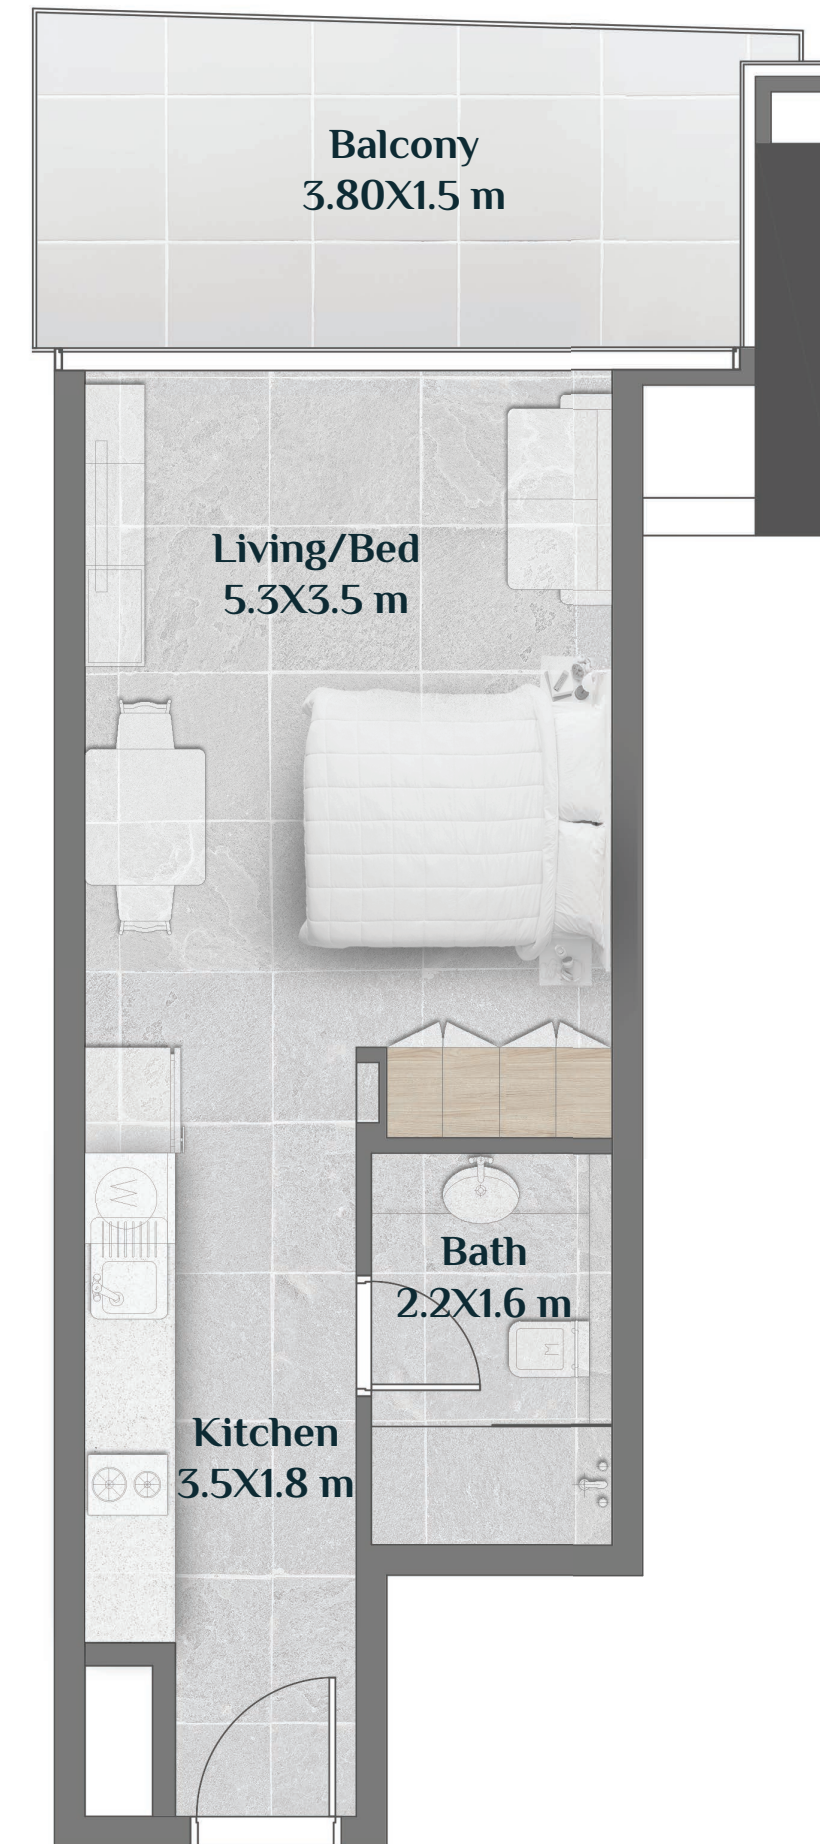 Balcony
3.80X1.5 m
Living/Bed
5.3X3.5 m
W
Bath
2.2X1.6 m
Kitchen
3.5X1.8 m